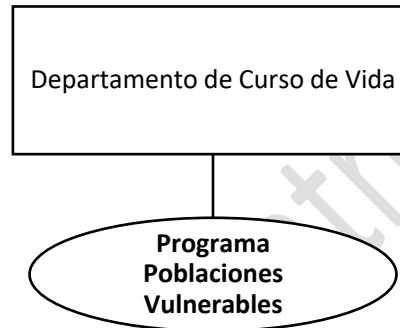 Departamento de Curso de Vida
Programa
Poblaciones
Vulnerables